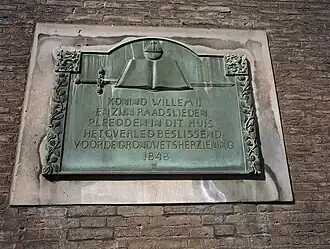 KONING WILLEM II
EN ZIJN RAADSLIEDEN
PLEEGDEN IN DIT HUIS
HET OVERLEG BESLISSEND
VOOR DE GRONDWETSHERZIENING
1848